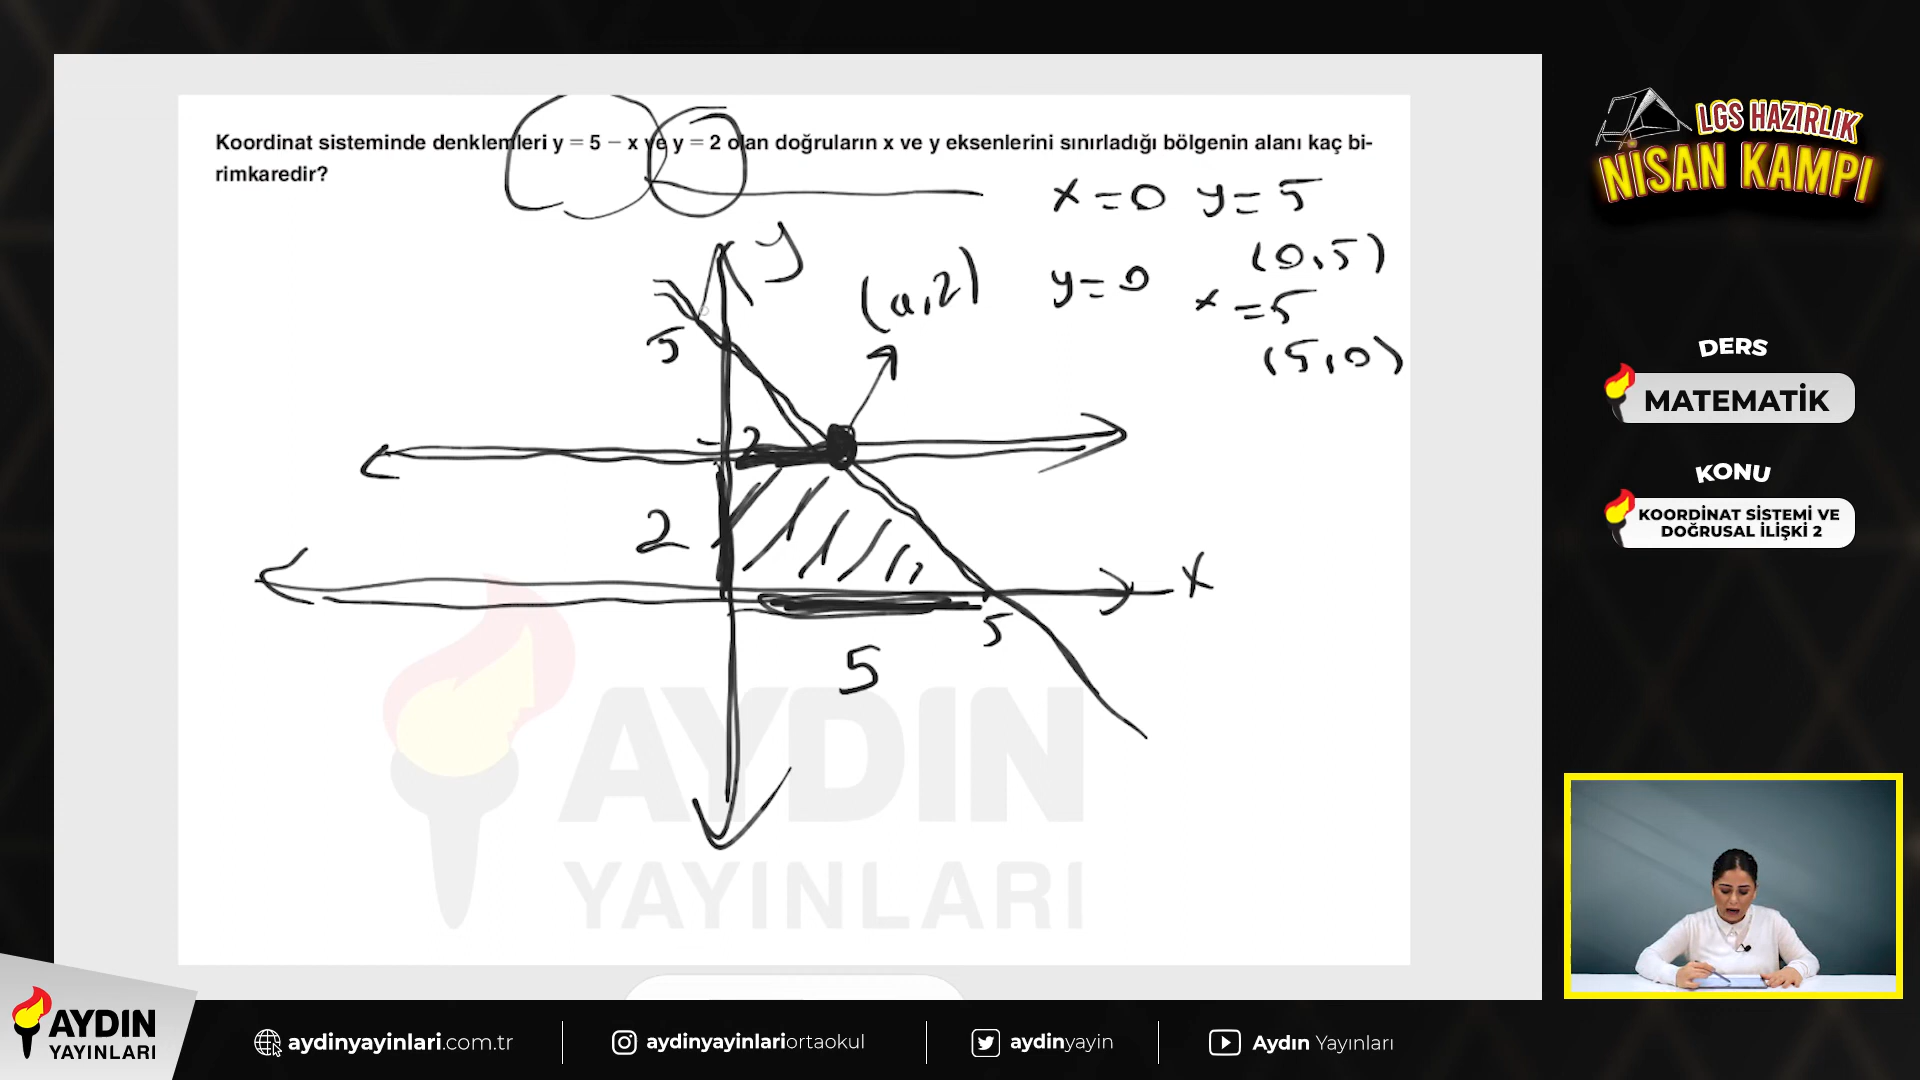 Koordinat sisteminde denklemleri y = 5 − x ve y = 2 olan doğruların x ve y eksenlerini sınırladığı bölgenin alanı kaç bi-
rimkaredir?
x = 0 y = 5
(0,5)
y = 0 x = 5
(5,0)
y
(a,2)
5
2
2
x
5
5
AYDIN
YAYINLARI
LGS HAZIRLIK
NİSAN KAMPI
DERS
MATEMATİK
KONU
KOORDİNAT SİSTEMİ VE
DOĞRUSAL İLİŞKİ 2
AYDIN
YAYINLARI
aydinyayinlari.com.tr
aydinyayinlariortaokul
aydinyayin
Aydın Yayınları